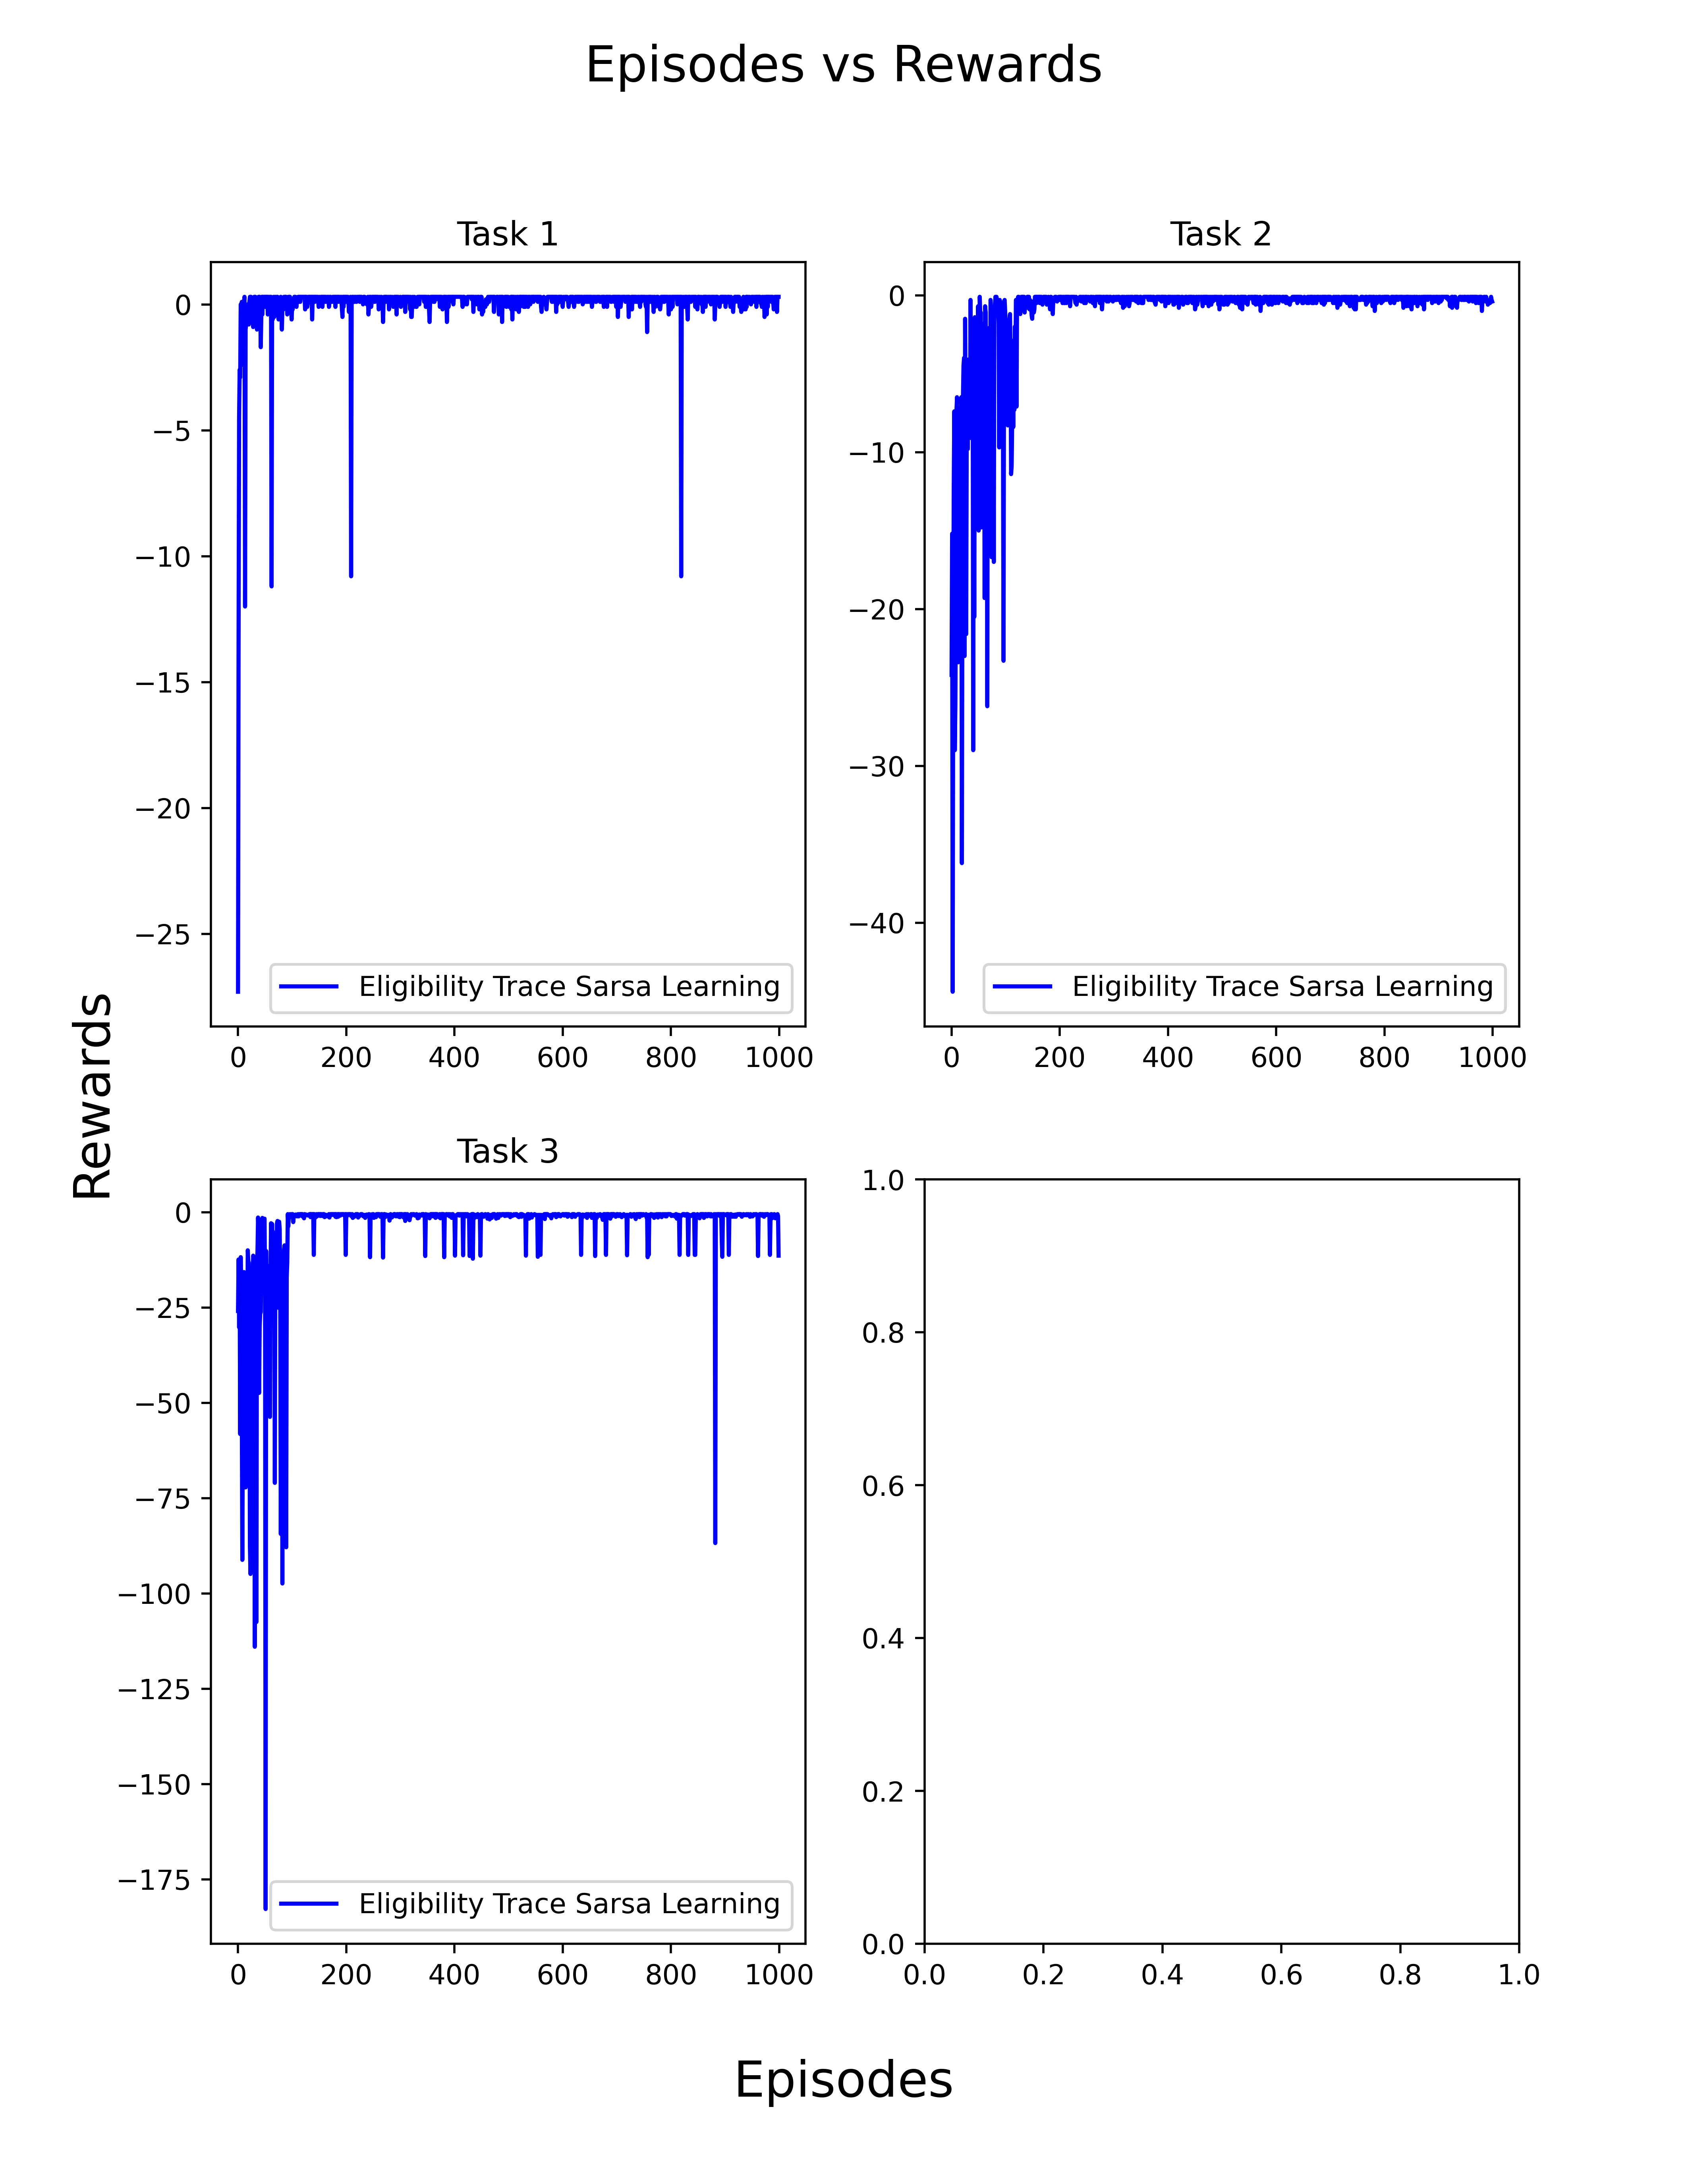 Episodes vs Rewards
Task 1
0
−5
−10
−15
−20
−25
Eligibility Trace Sarsa Learning
0 200 400 600 800 1000
Task 2
0
−10
−20
−30
−40
Eligibility Trace Sarsa Learning
0 200 400 600 800 1000
Rewards
Task 3
0
−25
−50
−75
−100
−125
−150
−175
Eligibility Trace Sarsa Learning
0 200 400 600 800 1000
1.0
0.8
0.6
0.4
0.2
0.0
0.0 0.2 0.4 0.6 0.8 1.0
Episodes